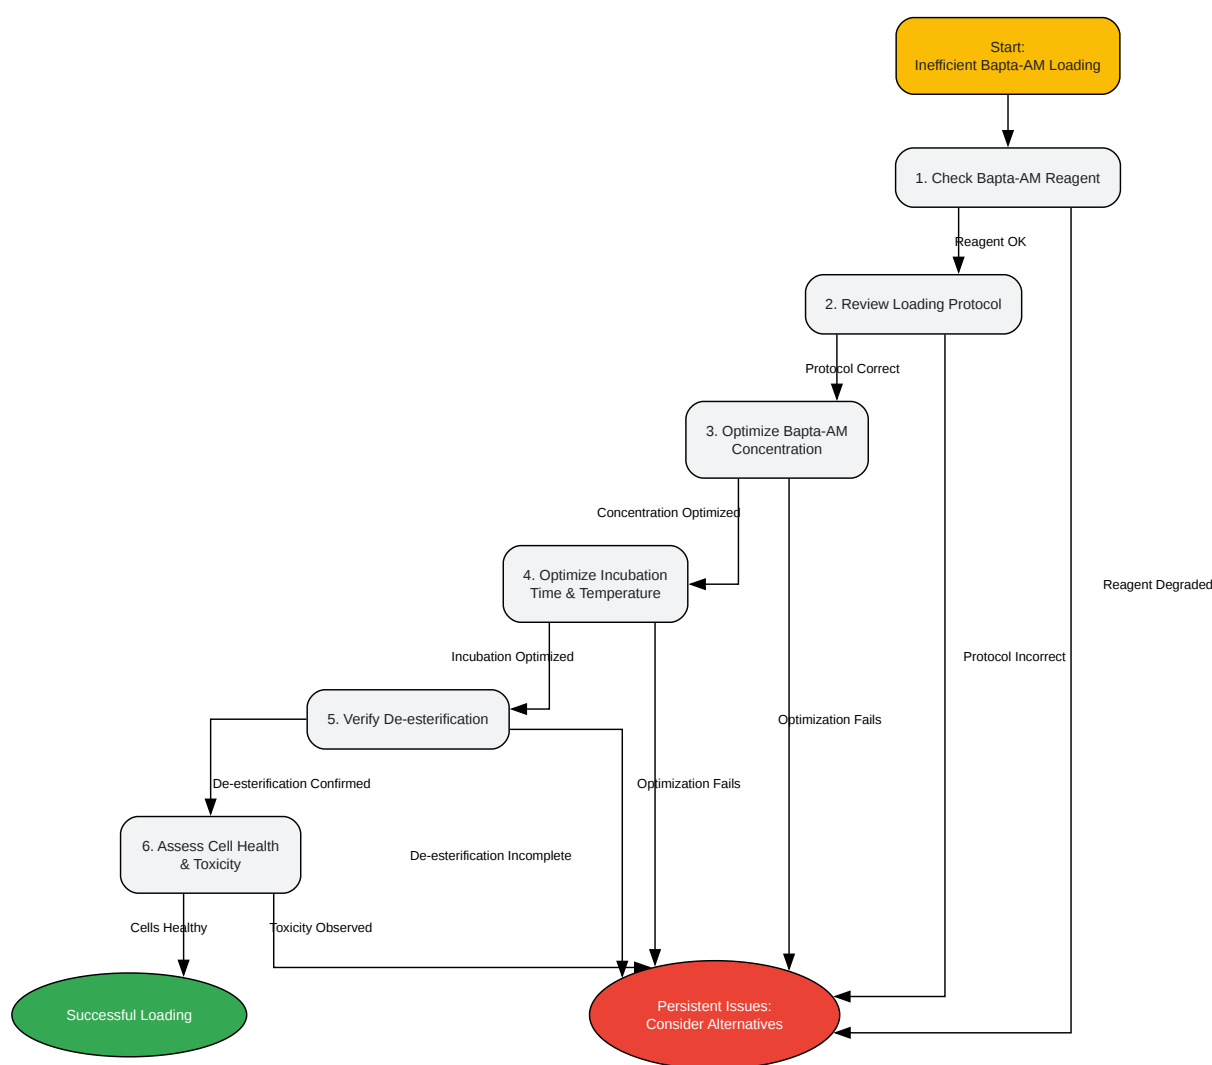 Start:
Inefficient Bapta-AM Loading
1. Check Bapta-AM Reagent
Reagent OK
2. Review Loading Protocol
Protocol Correct
3. Optimize Bapta-AM
Concentration
Concentration Optimized
4. Optimize Incubation
Time & Temperature
Reagent Degraded
Incubation Optimized
Protocol Incorrect
5. Verify De-esterification
Optimization Fails
De-esterification Confirmed
Optimization Fails
6. Assess Cell Health
& Toxicity
De-esterification Incomplete
Cells Healthy
Toxicity Observed
Successful Loading
Persistent Issues:
Consider Alternatives